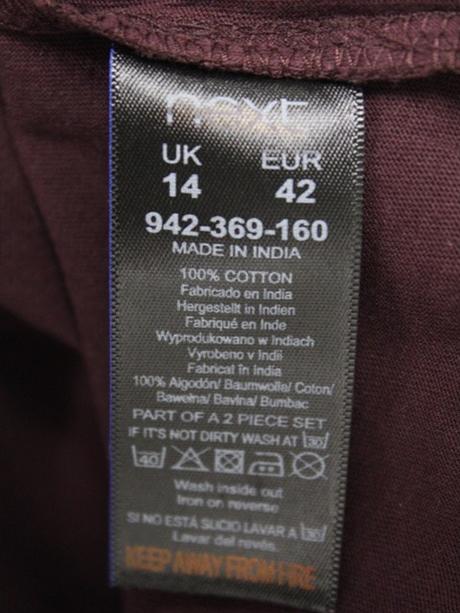 next
UK EUR
14 42
942-369-160
MADE IN INDIA
100% COTTON
Fabricado en India
Hergestellt in Indien
Fabriqué en Inde
Wyprodukowano w Indiach
Vyrobeno v Indii
Fabricat în India
100% Algodón/ Baumwolle/ Coton/
Bawełna/ Bavlna/ Bumbac
PART OF A 2 PIECE SET
IF IT'S NOT DIRTY WASH AT 30
40
Wash inside out
Iron on reverse
SI NO ESTÁ SUCIO LAVAR A 30
Lavar del revés.
KEEP AWAY FROM FIRE